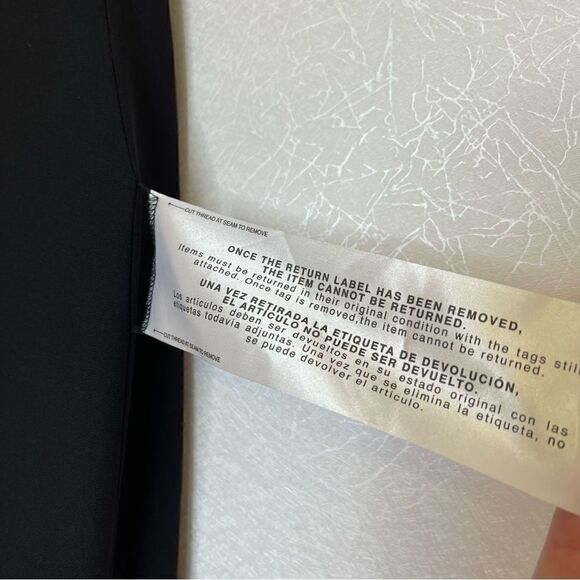 CUT THREAD AT SEAM TO REMOVE
ONCE THE RETURN LABEL HAS BEEN REMOVED,
THE ITEM CANNOT BE RETURNED.
Items must be returned in their original condition with the tags still
attached. Once tag is removed.the item cannot be returned.
UNA VEZ RETIRADA LA ETIQUETA DE DEVOLUCIÓN,
EL ARTÍCULO NO PUEDE SER DEVUELTO.
Los artículos deben ser devueltos en su estado original con las
etiquetas todavía adjuntas. Una vez que se elimina la etiqueta, no
se puede devolver el artículo.
CUT THREAD AT SEAM TO REMOVE